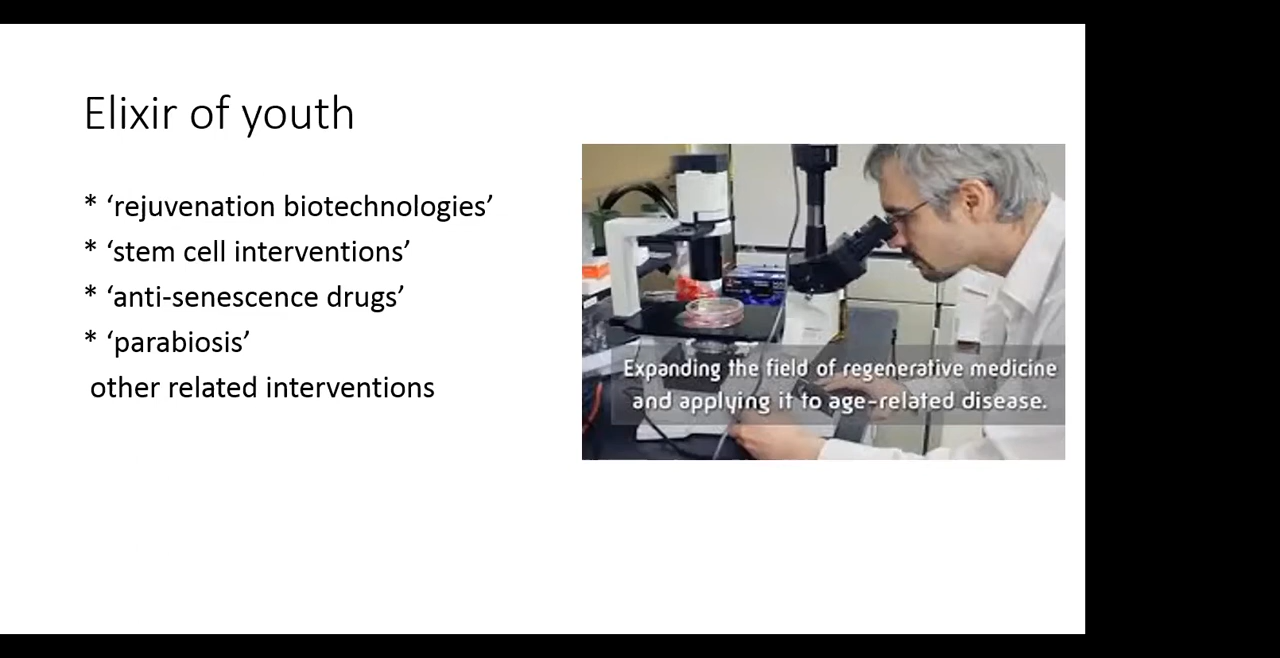 Elixir of youth
* ‘rejuvenation biotechnologies’
* ‘stem cell interventions’
* ‘anti-senescence drugs’
* ‘parabiosis’
other related interventions
Expanding the field of regenerative medicine
and applying it to age-related disease.